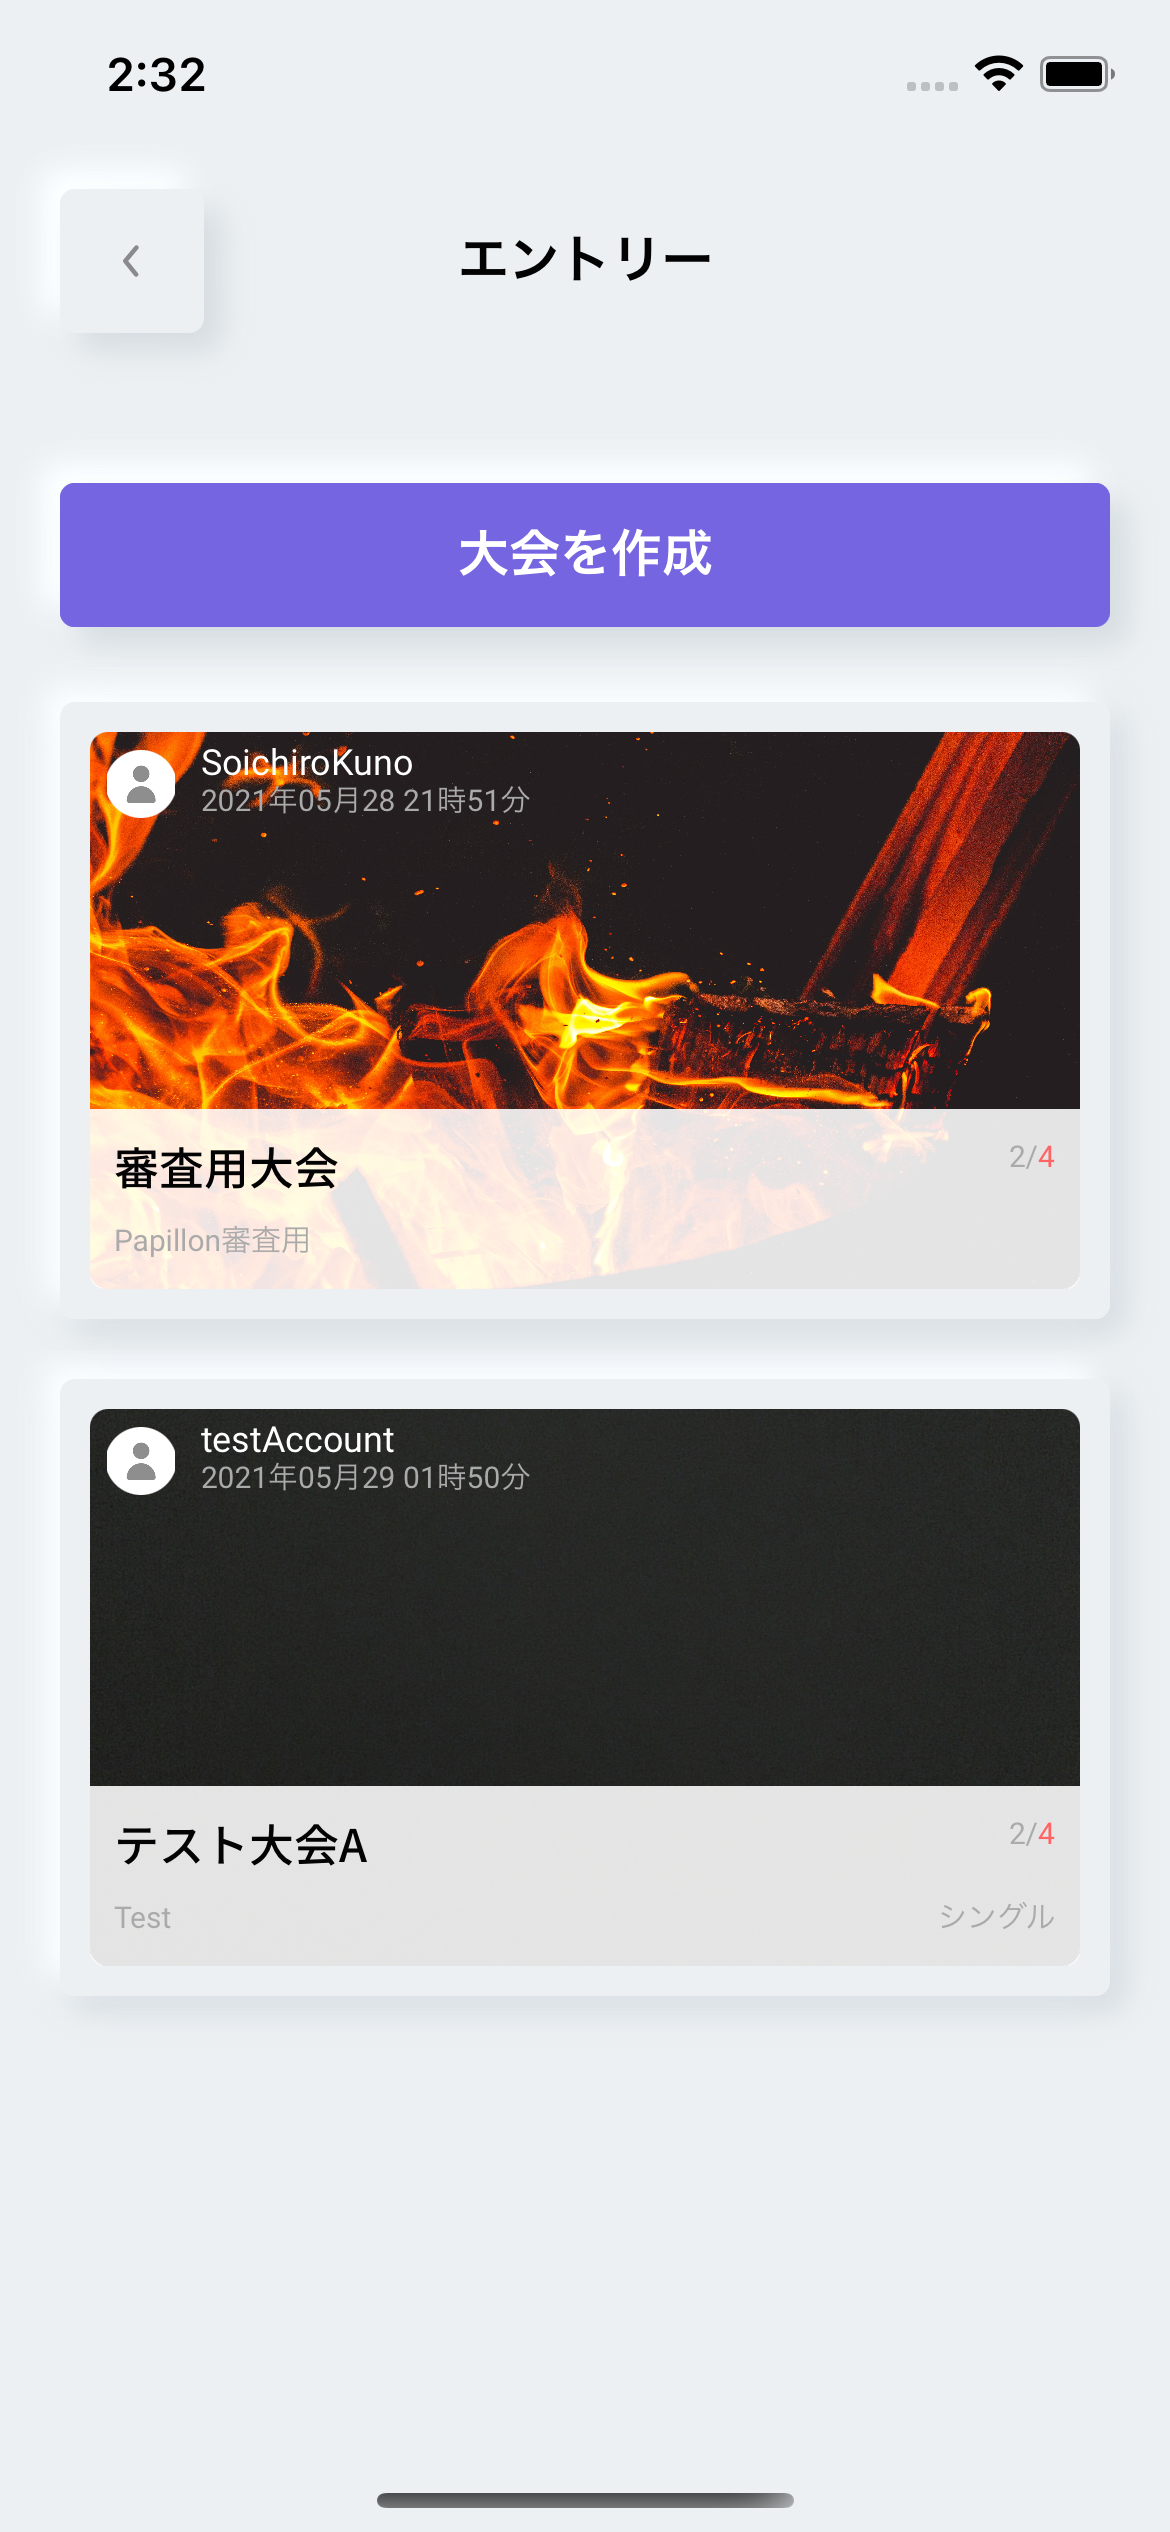 2:32
エントリー
大会を作成
SoichiroKuno
2021年05月28 21時51分
審査用大会
2/4
Papillon審査用
testAccount
2021年05月29 01時50分
テスト大会A
2/4
Test
シングル